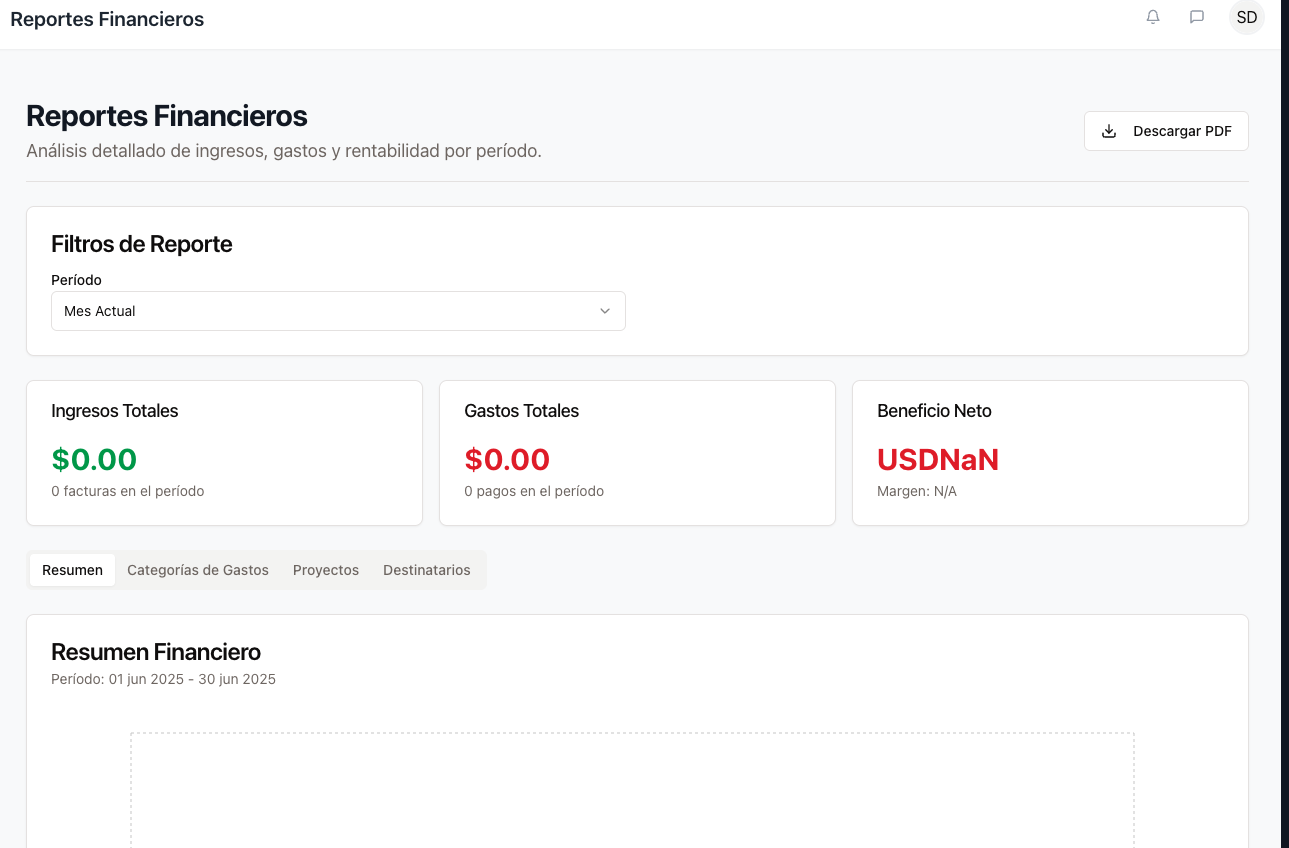 Reportes Financieros
SD
Reportes Financieros
Análisis detallado de ingresos, gastos y rentabilidad por período.
Descargar PDF
Filtros de Reporte
Período
Mes Actual
Ingresos Totales
$0.00
0 facturas en el período
Gastos Totales
$0.00
0 pagos en el período
Beneficio Neto
USDNaN
Margen: N/A
Resumen
Categorías de Gastos
Proyectos
Destinatarios
Resumen Financiero
Período: 01 jun 2025 - 30 jun 2025